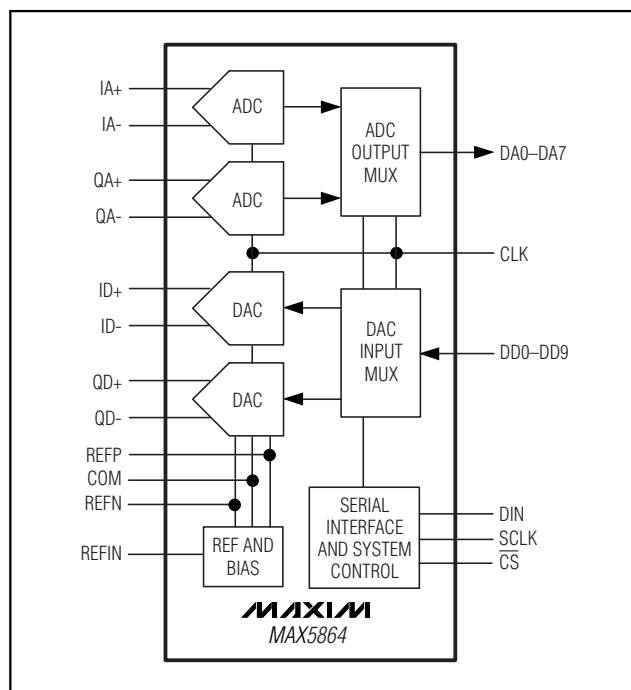 IA+
IA-
ADC
ADC
OUTPUT
MUX
DA0–DA7
QA+
QA-
ADC
CLK
ID+
ID-
DAC
DAC
INPUT
MUX
DD0–DD9
QD+
QD-
DAC
REFP
COM
REFN
REFIN
REF AND
BIAS
SERIAL
INTERFACE
AND SYSTEM
CONTROL
DIN
SCLK
CS
MAXIM
MAX5864